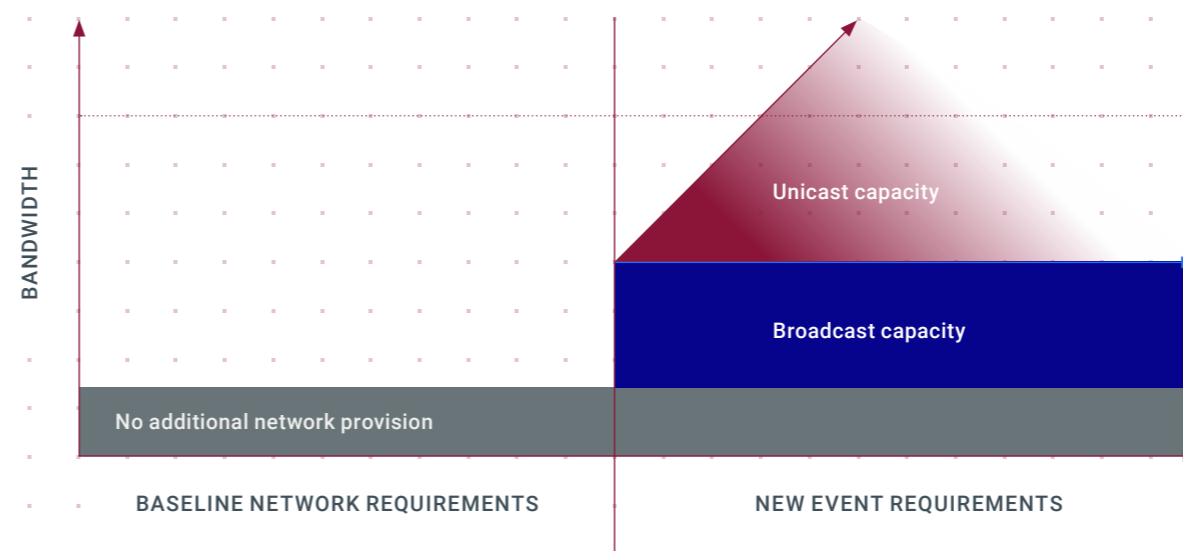 BANDWIDTH
Unicast capacity
Broadcast capacity
No additional network provision
BASELINE NETWORK REQUIREMENTS
NEW EVENT REQUIREMENTS